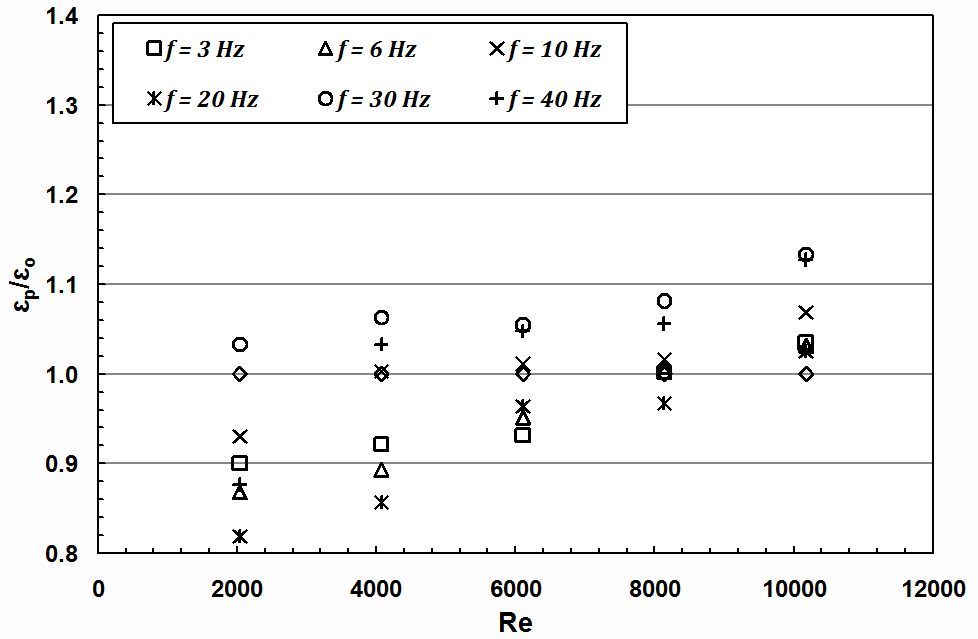 1.4
1.3
1.2
1.1
1.0
0.9
0.8
εp/εo
f = 3 Hz f = 6 Hz f = 10 Hz
f = 20 Hz f = 30 Hz f = 40 Hz
0 2000 4000 6000 8000 10000 12000
Re